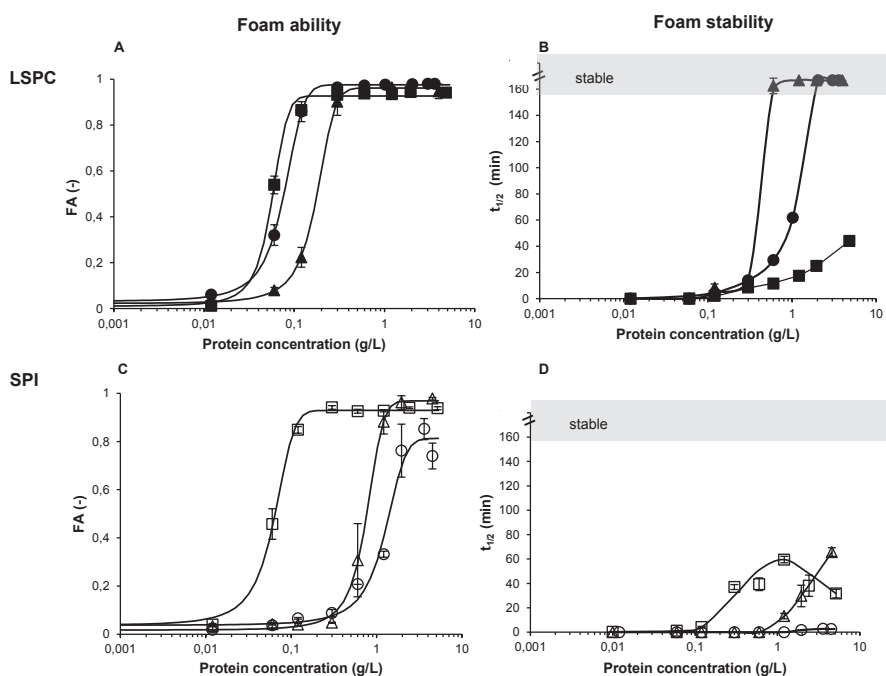 Foam ability
Foam stability
LSPC
A
1
0,8
0,6
0,4
0,2
0
FA (-)
0,001 0,01 0,1 1 10
Protein concentration (g/L)
B
stable
160
140
120
100
80
60
40
20
0
t1/2 (min)
0,001 0,01 0,1 1 10
Protein concentration (g/L)
SPI
C
1
0,8
0,6
0,4
0,2
0
FA (-)
0,001 0,01 0,1 1 10
Protein concentration (g/L)
D
stable
160
140
120
100
80
60
40
20
0
t1/2 (min)
0,001 0,01 0,1 1 10
Protein concentration (g/L)